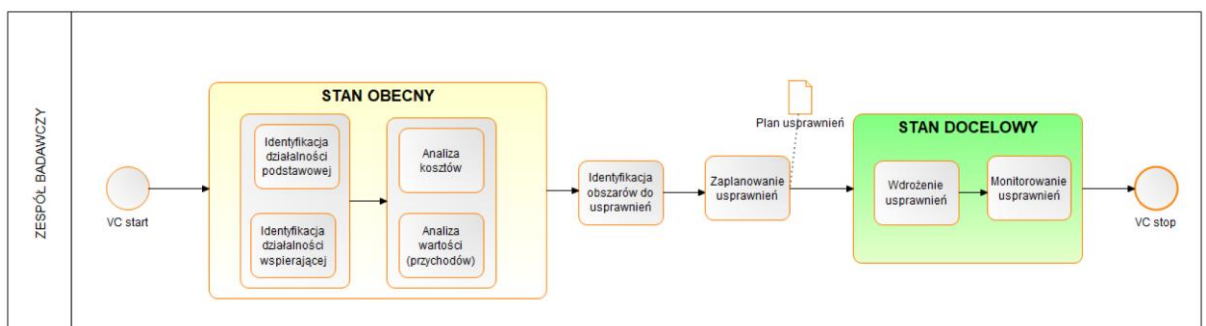 ZESPÓŁ BADAWCZY
VC start
STAN OBECNY
Identyfikacja
działalności
podstawowej
Identyfikacja
działalności
wspierającej
Analiza
kosztów
Analiza
wartości
(przychodów)
Identyfikacja
obszarów do
usprawnień
Zaplanowanie
usprawnień
Plan usprawnień
STAN DOCELOWY
Wdrożenie
usprawnień
Monitorowanie
usprawnień
VC stop